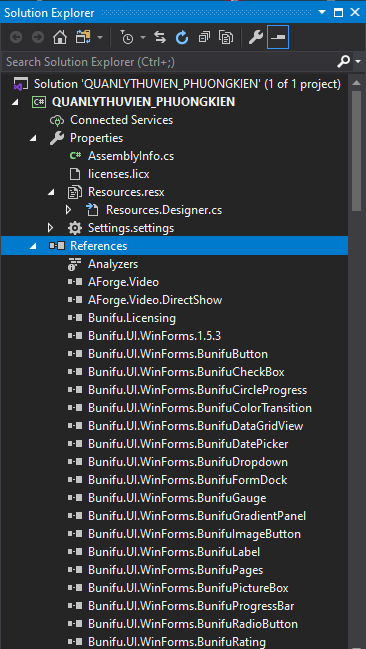 Solution Explorer
Search Solution Explorer (Ctrl+;)
Solution 'QUANLYTHUVIEN_PHUONGKIEN' (1 of 1 project)
C# QUANLYTHUVIEN_PHUONGKIEN
Connected Services
Properties
C# AssemblyInfo.cs
licenses.licx
Resources.resx
Resources.Designer.cs
Settings.settings
References
Analyzers
AForge.Video
AForge.Video.DirectShow
Bunifu.Licensing
Bunifu.UI.WinForms.1.5.3
Bunifu.UI.WinForms.BunifuButton
Bunifu.UI.WinForms.BunifuCheckBox
Bunifu.UI.WinForms.BunifuCircleProgress
Bunifu.UI.WinForms.BunifuColorTransition
Bunifu.UI.WinForms.BunifuDataGridView
Bunifu.UI.WinForms.BunifuDatePicker
Bunifu.UI.WinForms.BunifuDropdown
Bunifu.UI.WinForms.BunifuFormDock
Bunifu.UI.WinForms.BunifuGauge
Bunifu.UI.WinForms.BunifuGradientPanel
Bunifu.UI.WinForms.BunifuImageButton
Bunifu.UI.WinForms.BunifuLabel
Bunifu.UI.WinForms.BunifuPages
Bunifu.UI.WinForms.BunifuPictureBox
Bunifu.UI.WinForms.BunifuProgressBar
Bunifu.UI.WinForms.BunifuRadioButton
Bunifu.UI.WinForms.BunifuRating